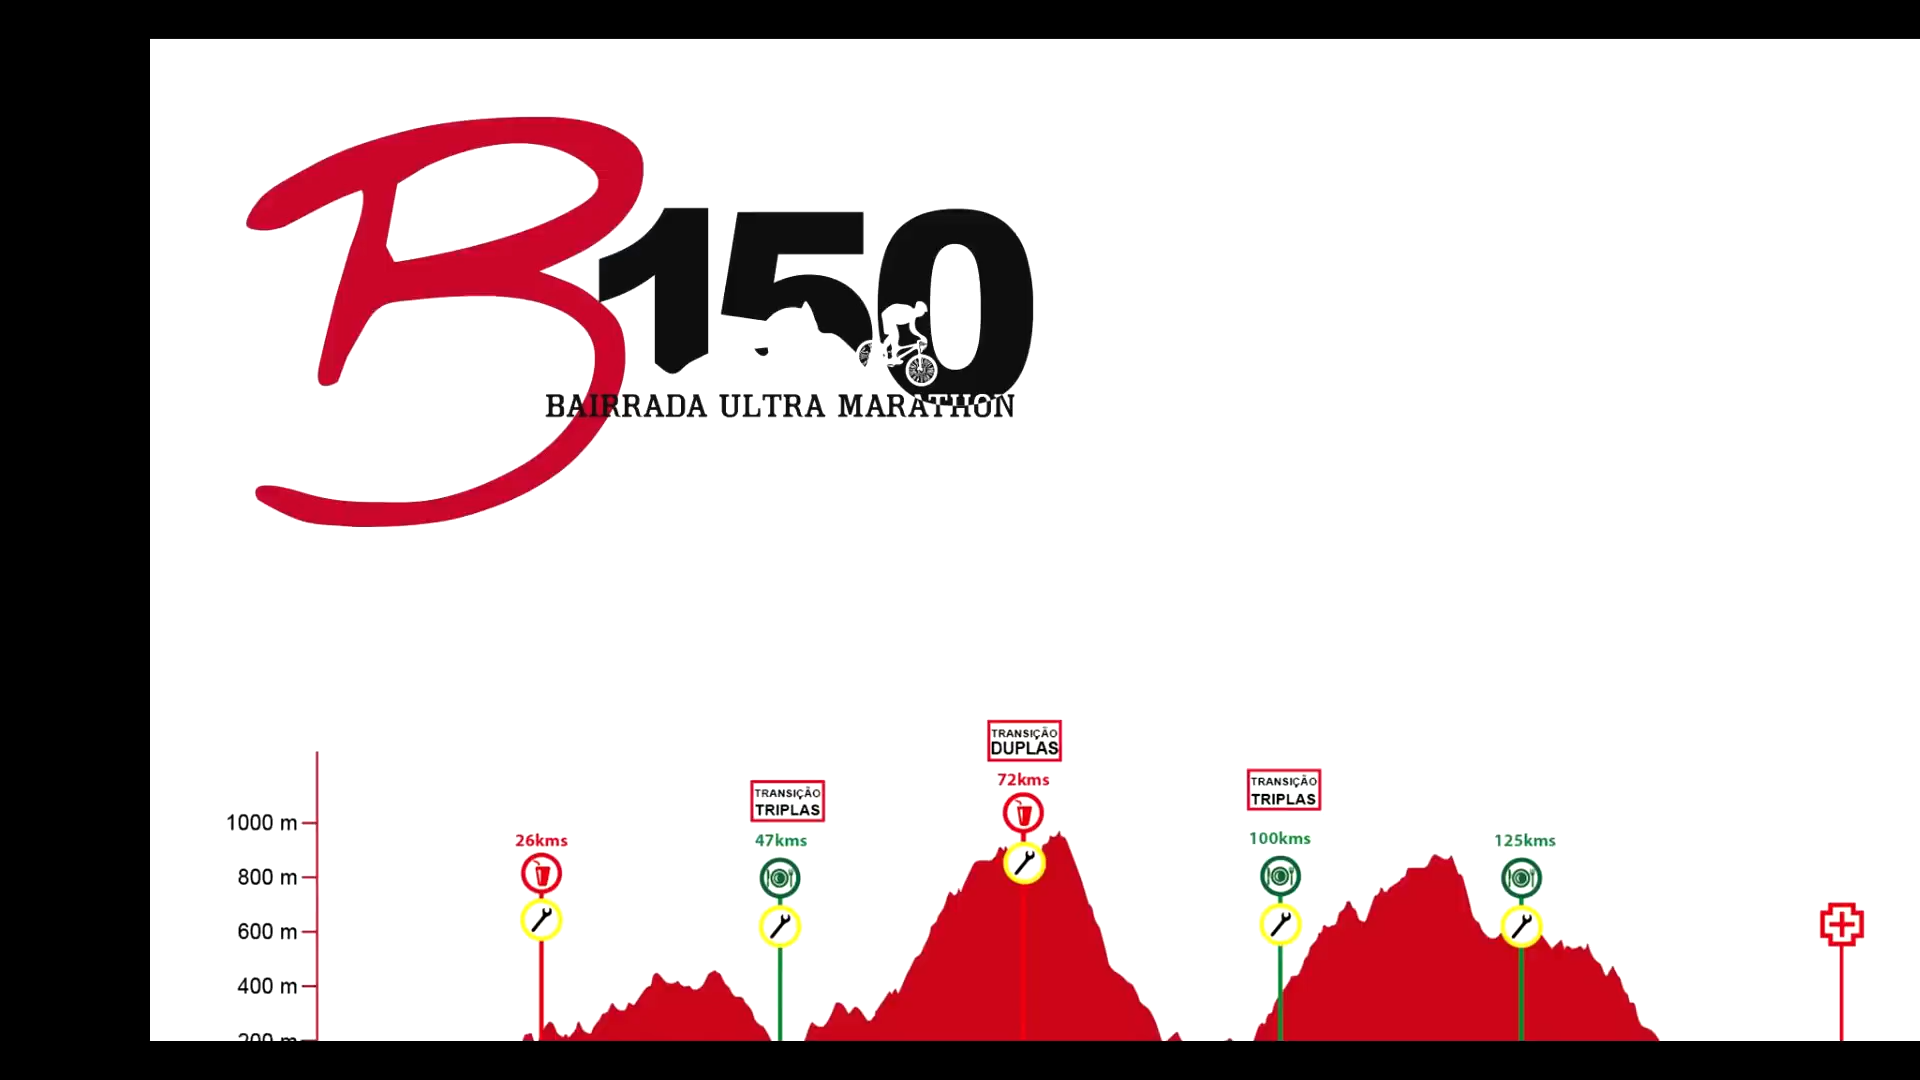 B150
BAIRRADA ULTRA MARATHON
TRANSIÇÃO
DUPLAS
72kms
TRANSIÇÃO
TRIPLAS
47kms
TRANSIÇÃO
TRIPLAS
100kms
26kms
125kms
1000 m
800 m
600 m
400 m
200 m